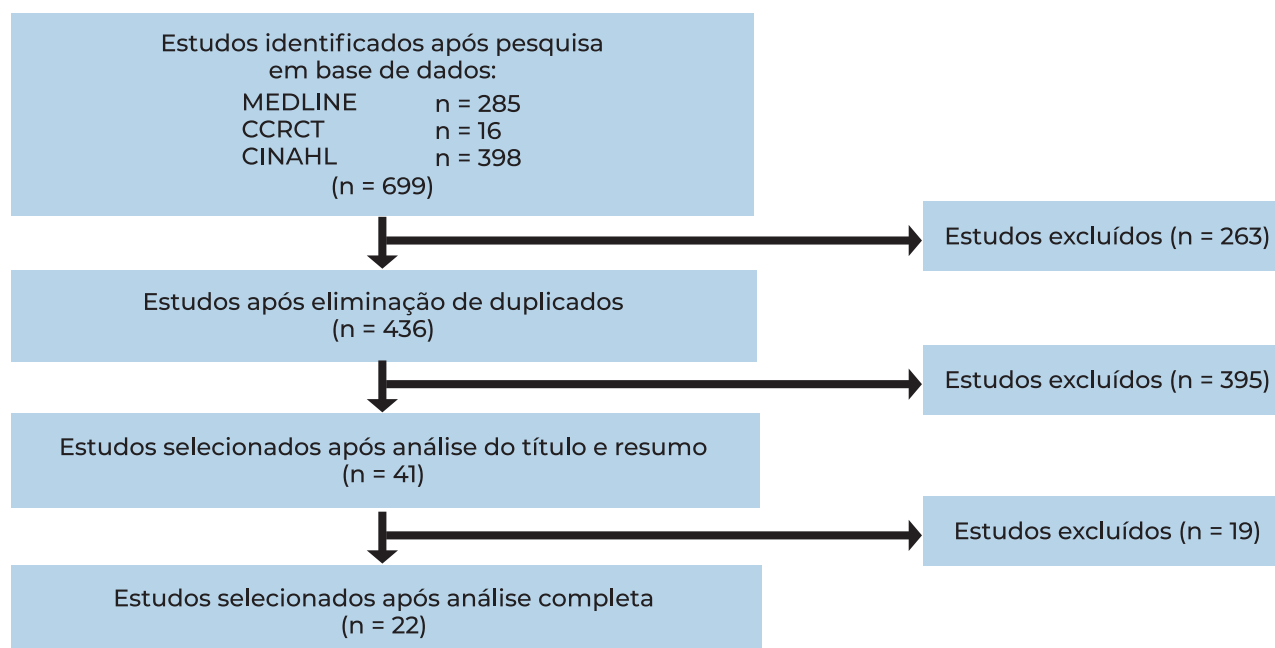 Estudos identificados após pesquisa
em base de dados:
MEDLINE n = 285
CCRCT n = 16
CINAHL n = 398
(n = 699)
Estudos excluídos (n = 263)
Estudos após eliminação de duplicados
(n = 436)
Estudos excluídos (n = 395)
Estudos selecionados após análise do título e resumo
(n = 41)
Estudos excluídos (n = 19)
Estudos selecionados após análise completa
(n = 22)